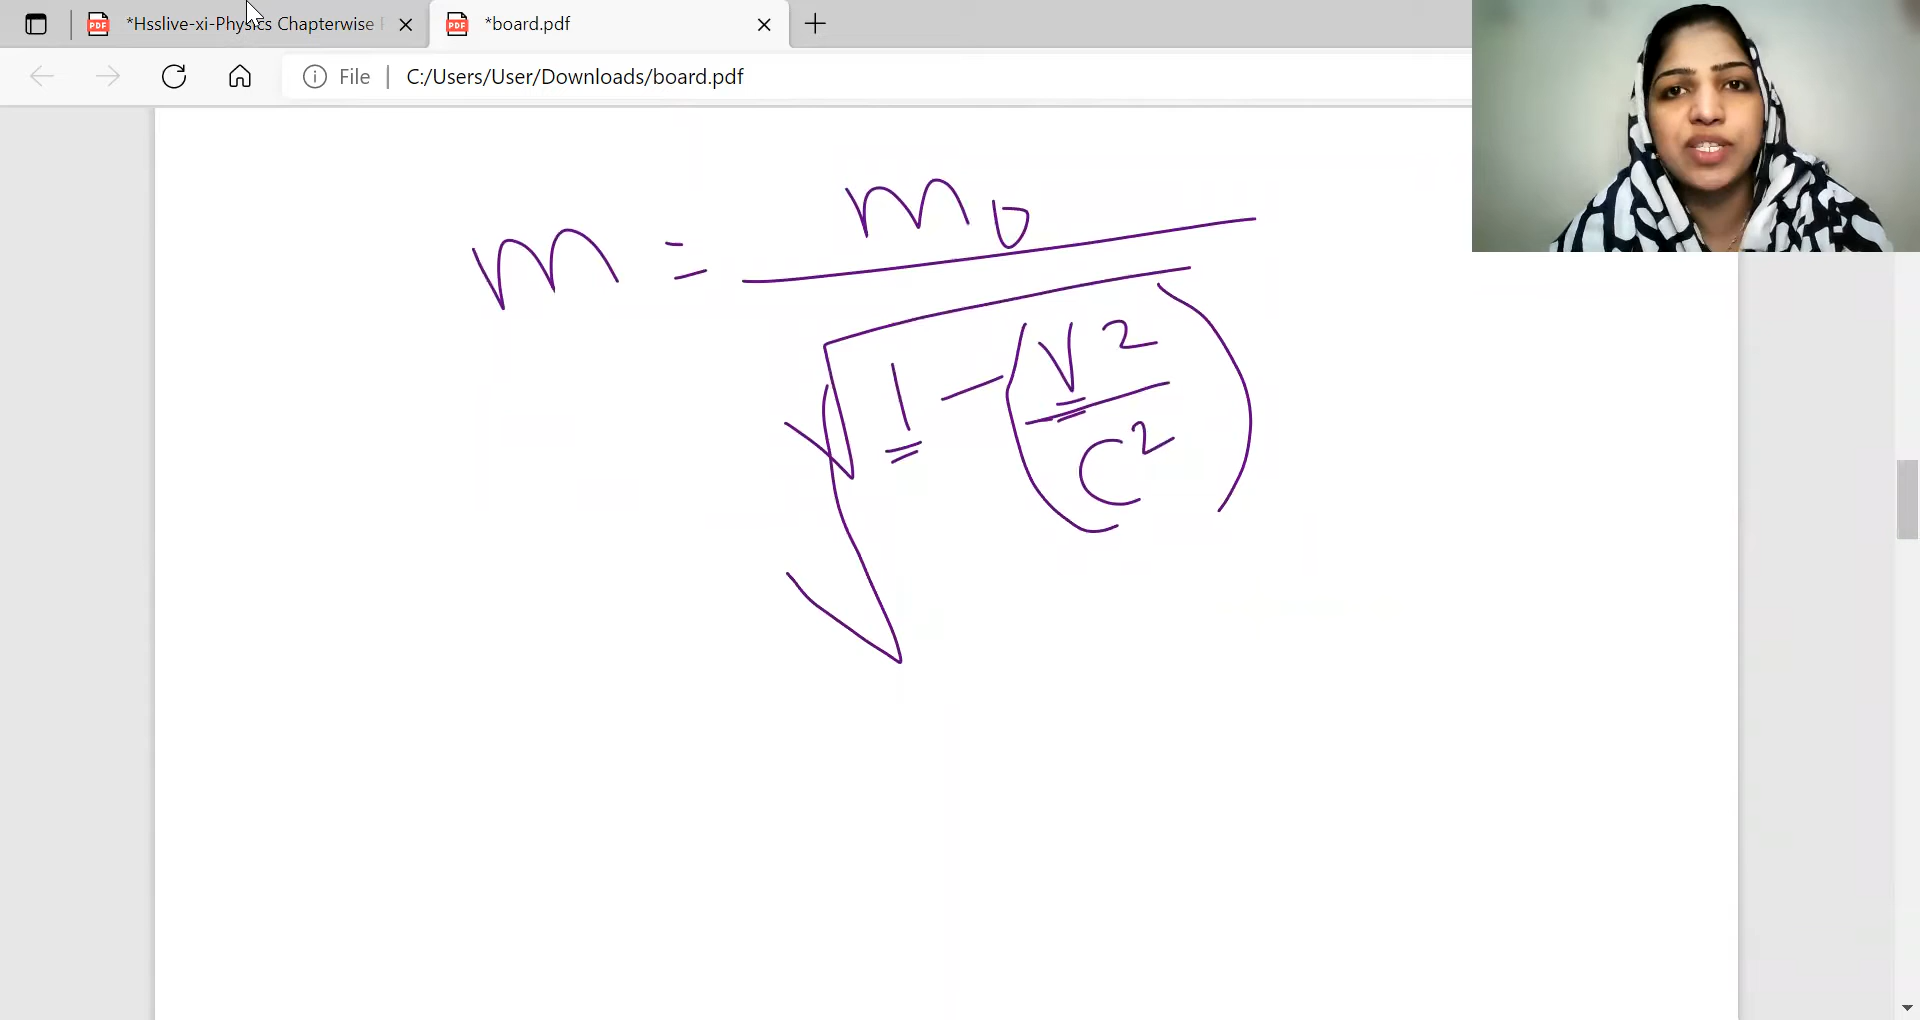 *Hsslive-xi-Physics Chapterwise
*board.pdf
File
C:/Users/User/Downloads/board.pdf
m = m₀ / √(1 − (v²/c²))